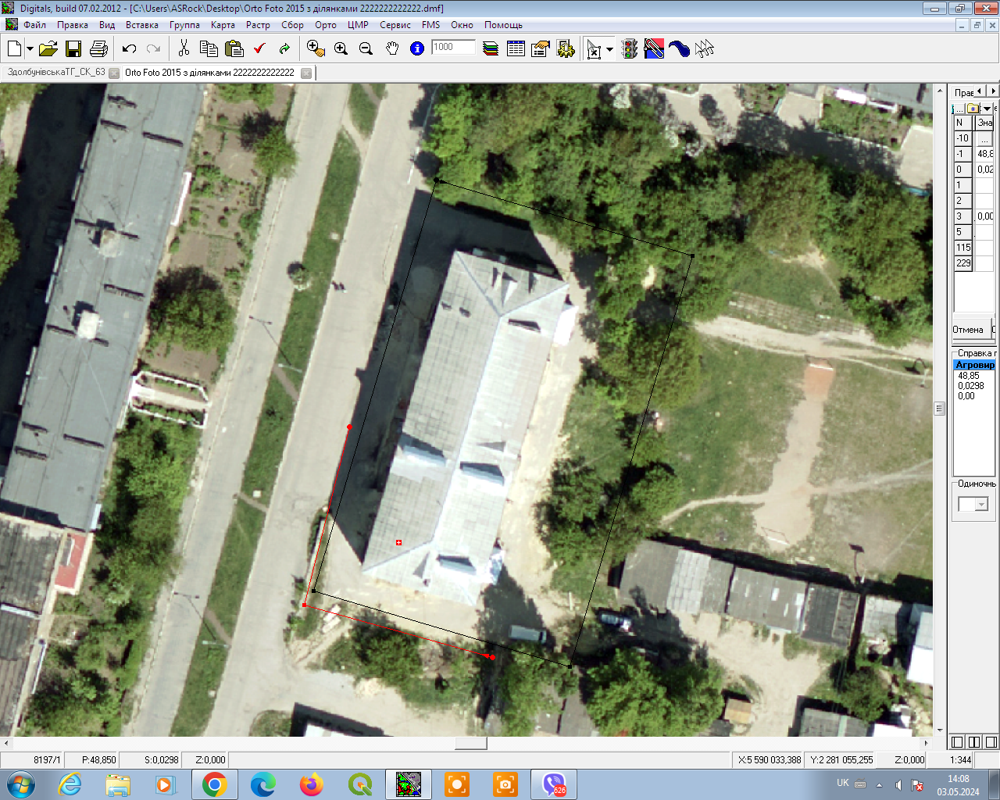 Digitals, build 07.02.2012 - [C:\Users\ASRock\Desktop\Orto Foto 2015 з ділянками 2222222222222.dmf]
Файл Правка Вид Вставка Группа Карта Растр Сбор Орто ЦМР Сервис FMS Окно Помощь
1000
ЗдолбунівськаТГ_СК_63 Orto Foto 2015 з ділянками 2222222222222
Прав
N Зна
-10 ...
-1 48,8
0 0,02
1
2
3 0,00
5
115
229
Отмена
Справка г
Агровир
48,85
0,0298
0,00
Одиночнь
8197/1 P:48,850 S:0,0298 Z:0,000 X:5 590 033,388 Y:2 281 055,255 Z:0,000 1:344
626
UK
14:08
03.05.2024